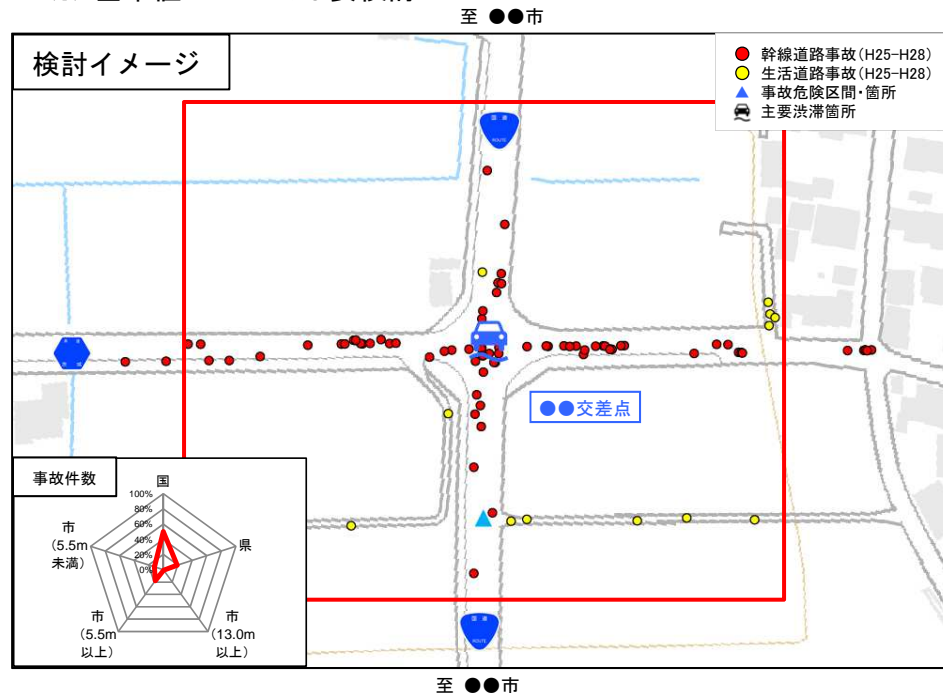 至 ●●市
検討イメージ
幹線道路事故(H25-H28)
生活道路事故(H25-H28)
事故危険区間・箇所
主要渋滞箇所
国道
ROUTE
●●交差点
事故件数
国
100%
80%
60%
40%
20%
0%
県
市
(13.0m
以上)
市
(5.5m
以上)
市
(5.5m
未満)
国道
ROUTE
至 ●●市